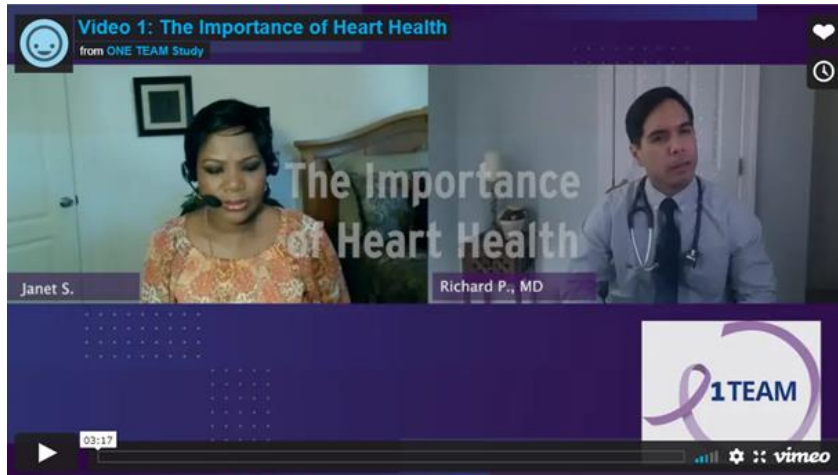 Video 1: The Importance of Heart Health
from ONE TEAM Study
The Importance
of Heart Health
Janet S.
Richard P., MD
1TEAM
03:17
vimeo